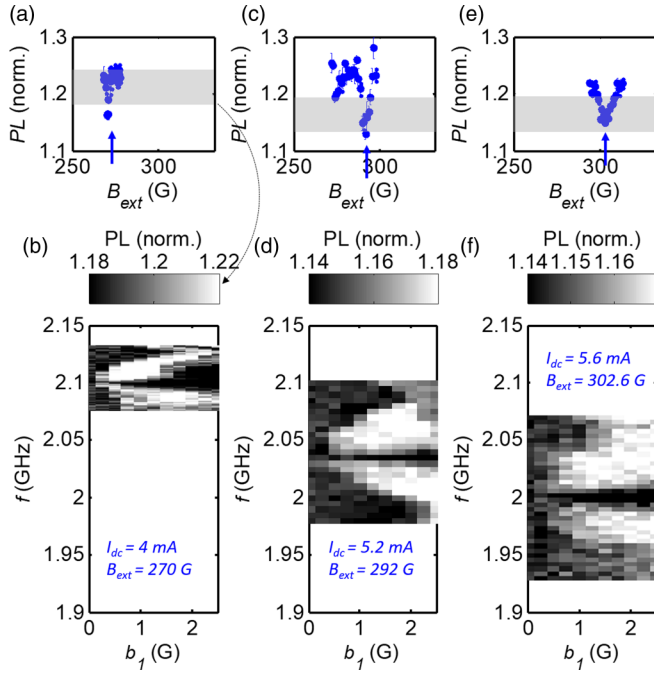 (a) (c) (e)
PL (norm.) PL (norm.) PL (norm.)
1.3 1.3 1.3
1.2 1.2 1.2
1.1 1.1 1.1
250 300 250 300 250 300
B_ext (G) B_ext (G) B_ext (G)
(b) PL (norm.) (d) PL (norm.) (f) PL (norm.)
1.18 1.2 1.22 1.14 1.16 1.18 1.14 1.15 1.16
2.15 2.15 2.15
2.1 2.1 2.1
2.05 2.05 2.05
2 2 2
1.95 1.95 1.95
1.9 1.9 1.9
f (GHz) f (GHz) f (GHz)
I_dc = 4 mA
B_ext = 270 G
I_dc = 5.2 mA
B_ext = 292 G
I_dc = 5.6 mA
B_ext = 302.6 G
0 1 2 0 1 2 0 1 2
b_1 (G) b_1 (G) b_1 (G)